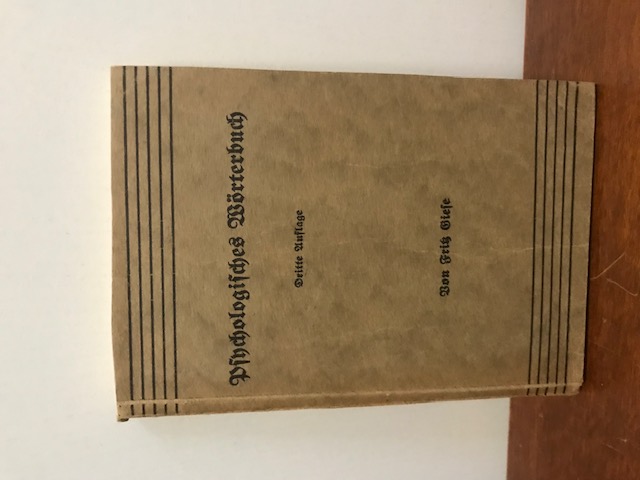 Pſychologiſches Wörterbuch
Dritte Auflage
Von Fritz Gieſe